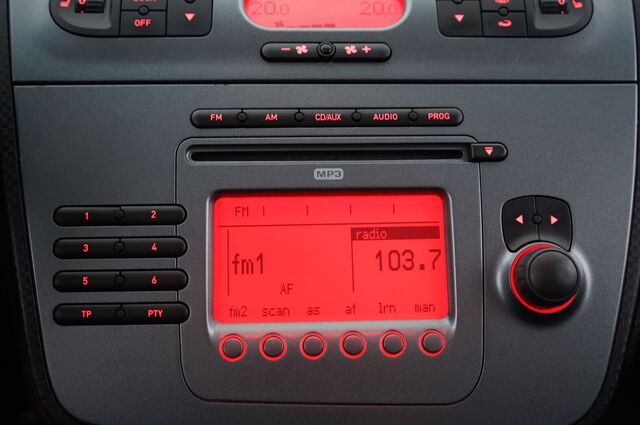 20.0 20.0
OFF
- +
FM AM CD/AUX AUDIO PROG
MP3
1 2
3 4
5 6
TP PTY
FM
radio
fm1 103.7
AF
fm2 scan as af lrn man